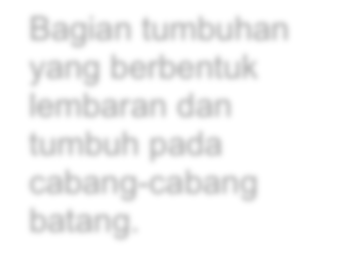 Bagian tumbuhan
yang berbentuk
lembaran dan
tumbuh pada
cabang-cabang
batang.